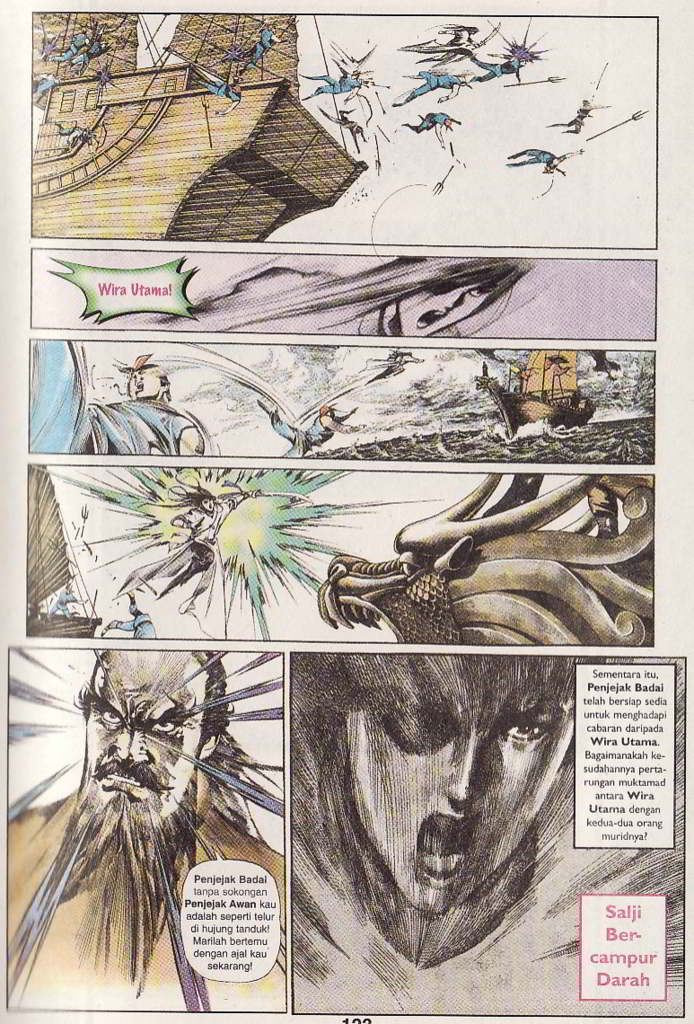 Wira Utama!
Sementara itu,
Penjejak Badai
telah bersiap sedia
untuk menghadapi
cabaran daripada
Wira Utama.
Bagaimanakah ke-
sudahannya perta-
rungan muktamad
antara Wira
Utama dengan
kedua-dua orang
muridnya?
Penjejak Badai
tanpa sokongan
Penjejak Awan kau
adalah seperti telur
di hujung tanduk!
Marilah bertemu
dengan ajal kau
sekarang!
Salji
Ber-
campur
Darah